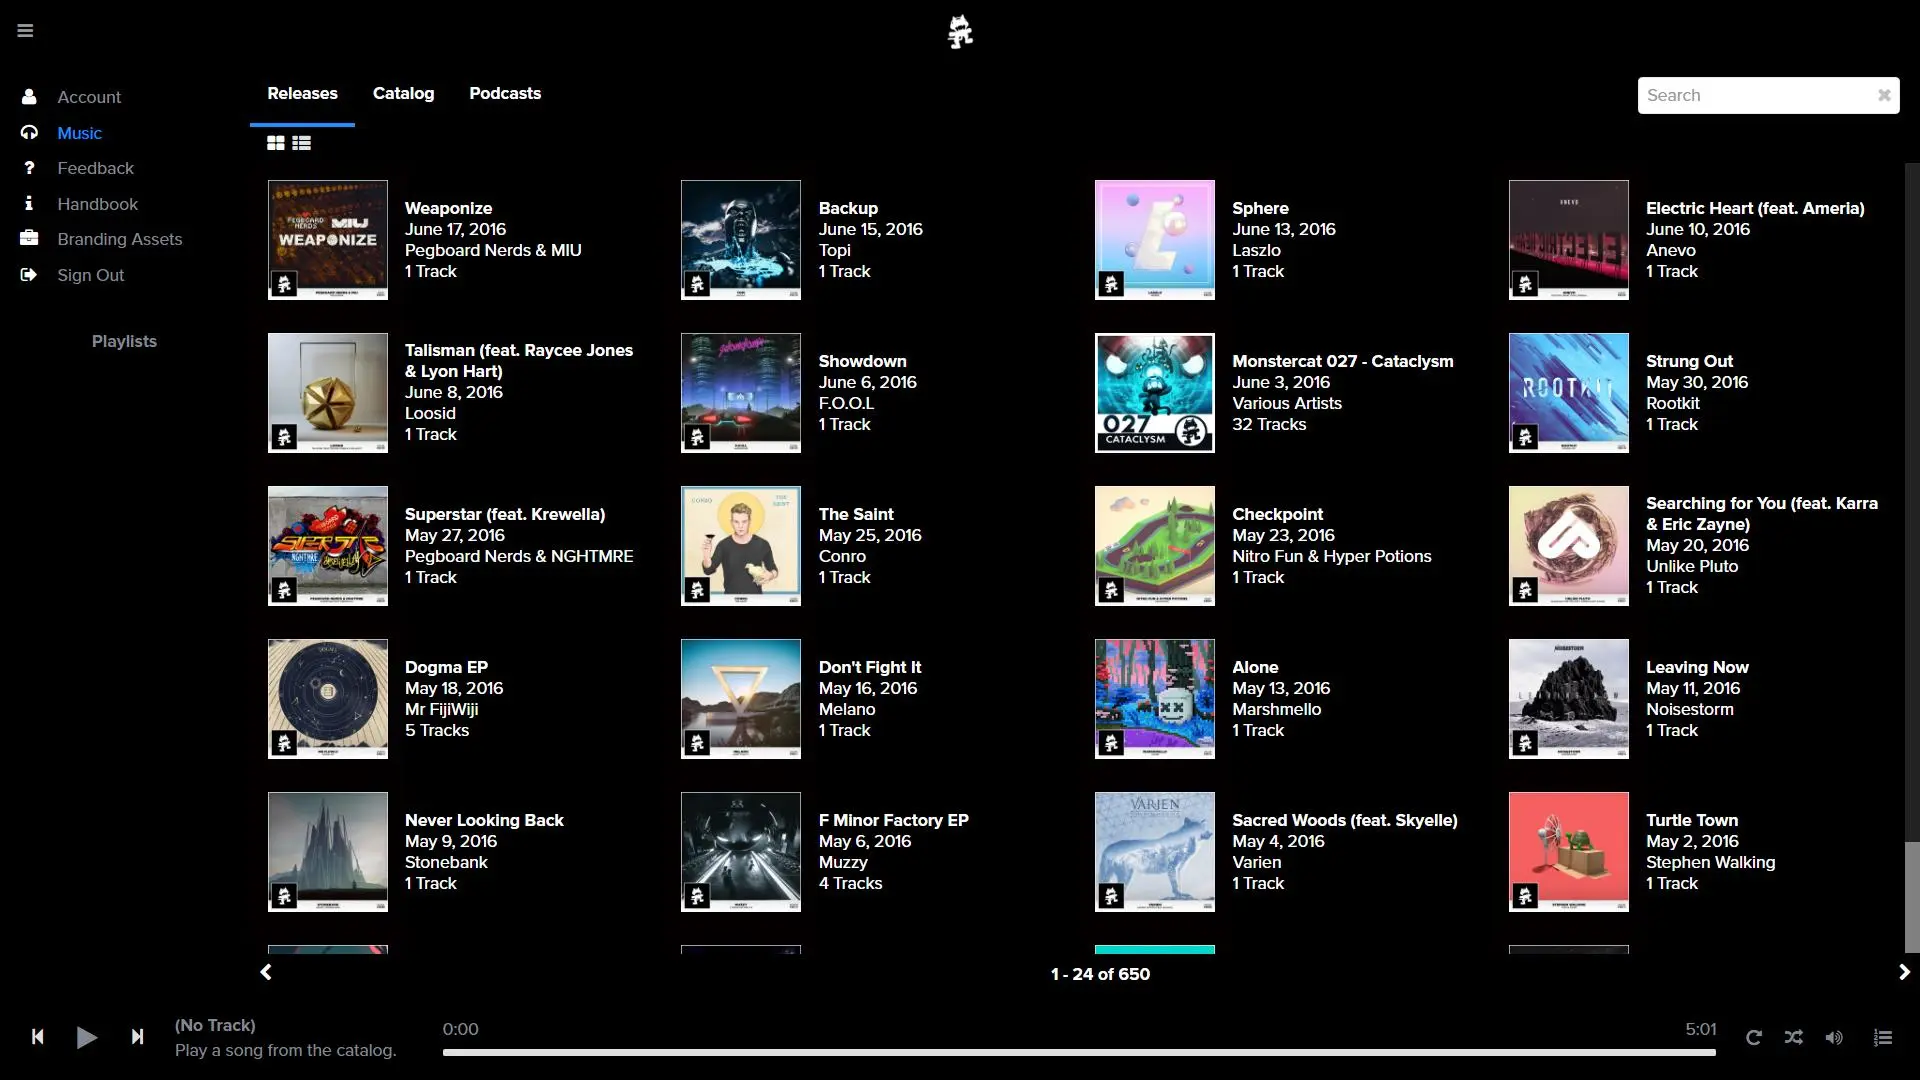 Account
Music
Feedback
Handbook
Branding Assets
Sign Out
Playlists
Releases
Catalog
Podcasts
Search
PEGBOARD NERDS MIU
WEAPONIZE
Weaponize
June 17, 2016
Pegboard Nerds & MIU
1 Track
Backup
June 15, 2016
Topi
1 Track
Sphere
June 13, 2016
Laszlo
1 Track
ANEVO
Electric Heart (feat. Ameria)
June 10, 2016
Anevo
1 Track
Talisman (feat. Raycee Jones
& Lyon Hart)
June 8, 2016
Loosid
1 Track
Showdown
June 6, 2016
F.O.O.L
1 Track
027
CATACLYSM
Monstercat 027 - Cataclysm
June 3, 2016
Various Artists
32 Tracks
ROOTKIT
Strung Out
May 30, 2016
Rootkit
1 Track
Superstar (feat. Krewella)
May 27, 2016
Pegboard Nerds & NGHTMRE
1 Track
CONRO
THE SAINT
The Saint
May 25, 2016
Conro
1 Track
Checkpoint
May 23, 2016
Nitro Fun & Hyper Potions
1 Track
Searching for You (feat. Karra
& Eric Zayne)
May 20, 2016
Unlike Pluto
1 Track
Dogma EP
May 18, 2016
Mr FijiWiji
5 Tracks
Don't Fight It
May 16, 2016
Melano
1 Track
Alone
May 13, 2016
Marshmello
1 Track
NOISESTORM
Leaving Now
May 11, 2016
Noisestorm
1 Track
Never Looking Back
May 9, 2016
Stonebank
1 Track
F Minor Factory EP
May 6, 2016
Muzzy
4 Tracks
VARIEN
Sacred Woods (feat. Skyelle)
May 4, 2016
Varien
1 Track
Turtle Town
May 2, 2016
Stephen Walking
1 Track
1 - 24 of 650
(No Track)
Play a song from the catalog.
0:00
5:01